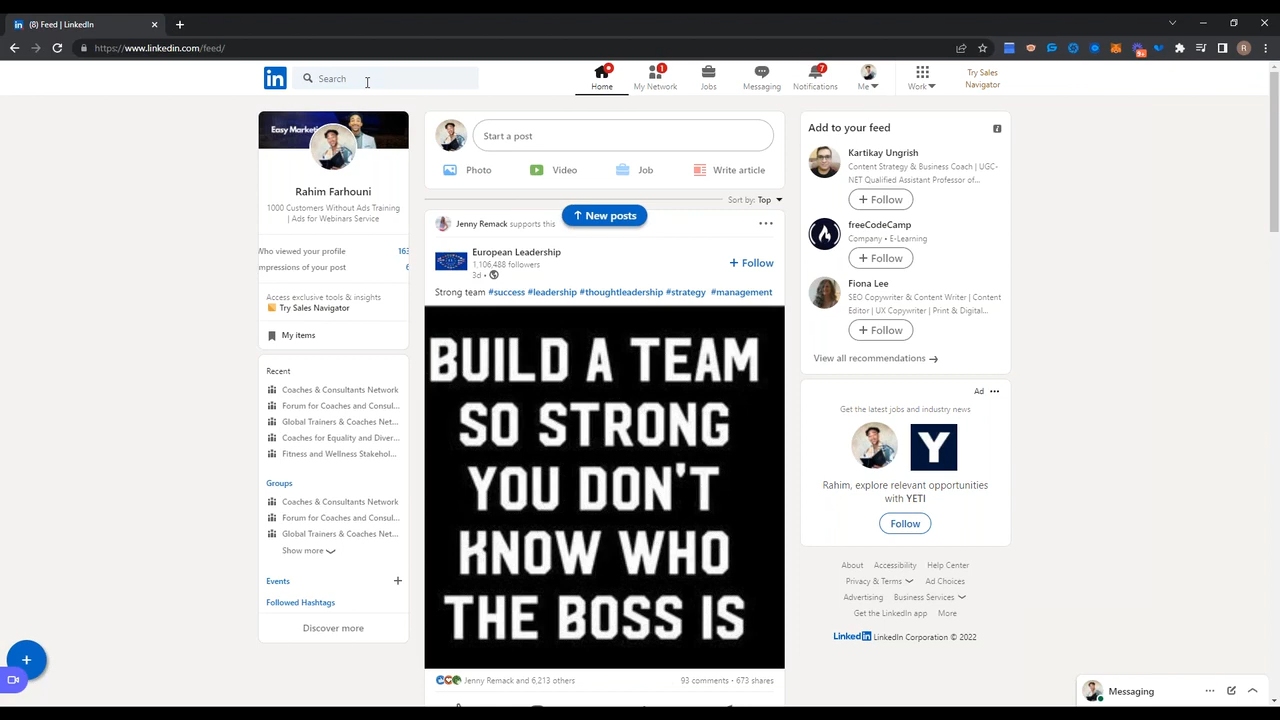 (8) Feed | LinkedIn
https://www.linkedin.com/feed/
R
in
Search
1
7
Home
My Network
Jobs
Messaging
Notifications
Me
Work
Try Sales
Navigator
Easy Marketi
Rahim Farhouni
1000 Customers Without Ads Training
| Ads for Webinars Service
Who viewed your profile 163
mpressions of your post 6
Access exclusive tools & insights
Try Sales Navigator
My items
Recent
Coaches & Consultants Network
Forum for Coaches and Consul...
Global Trainers & Coaches Net...
Coaches for Equality and Diver...
Fitness and Wellness Stakehol...
Groups
Coaches & Consultants Network
Forum for Coaches and Consul...
Global Trainers & Coaches Net...
Show more
Events
Followed Hashtags
Discover more
Start a post
Photo
Video
Job
Write article
Sort by: Top
New posts
Jenny Remack supports this
European Leadership
1,106,488 followers
3d •
+ Follow
Strong team #success #leadership #thoughtleadership #strategy #management
BUILD A TEAM
SO STRONG
YOU DON'T
KNOW WHO
THE BOSS IS
Jenny Remack and 6,213 others
93 comments • 673 shares
Add to your feed
Kartikay Ungrish
Content Strategy & Business Coach | UGC-
NET Qualified Assistant Professor of...
+ Follow
freeCodeCamp
Company • E-Learning
+ Follow
Fiona Lee
SEO Copywriter & Content Writer | Content
Editor | UX Copywriter | Print & Digital...
+ Follow
View all recommendations
Ad
Get the latest jobs and industry news
Y
Rahim, explore relevant opportunities
with YETI
Follow
About Accessibility Help Center
Privacy & Terms Ad Choices
Advertising Business Services
Get the LinkedIn app More
LinkedIn LinkedIn Corporation © 2022
Messaging